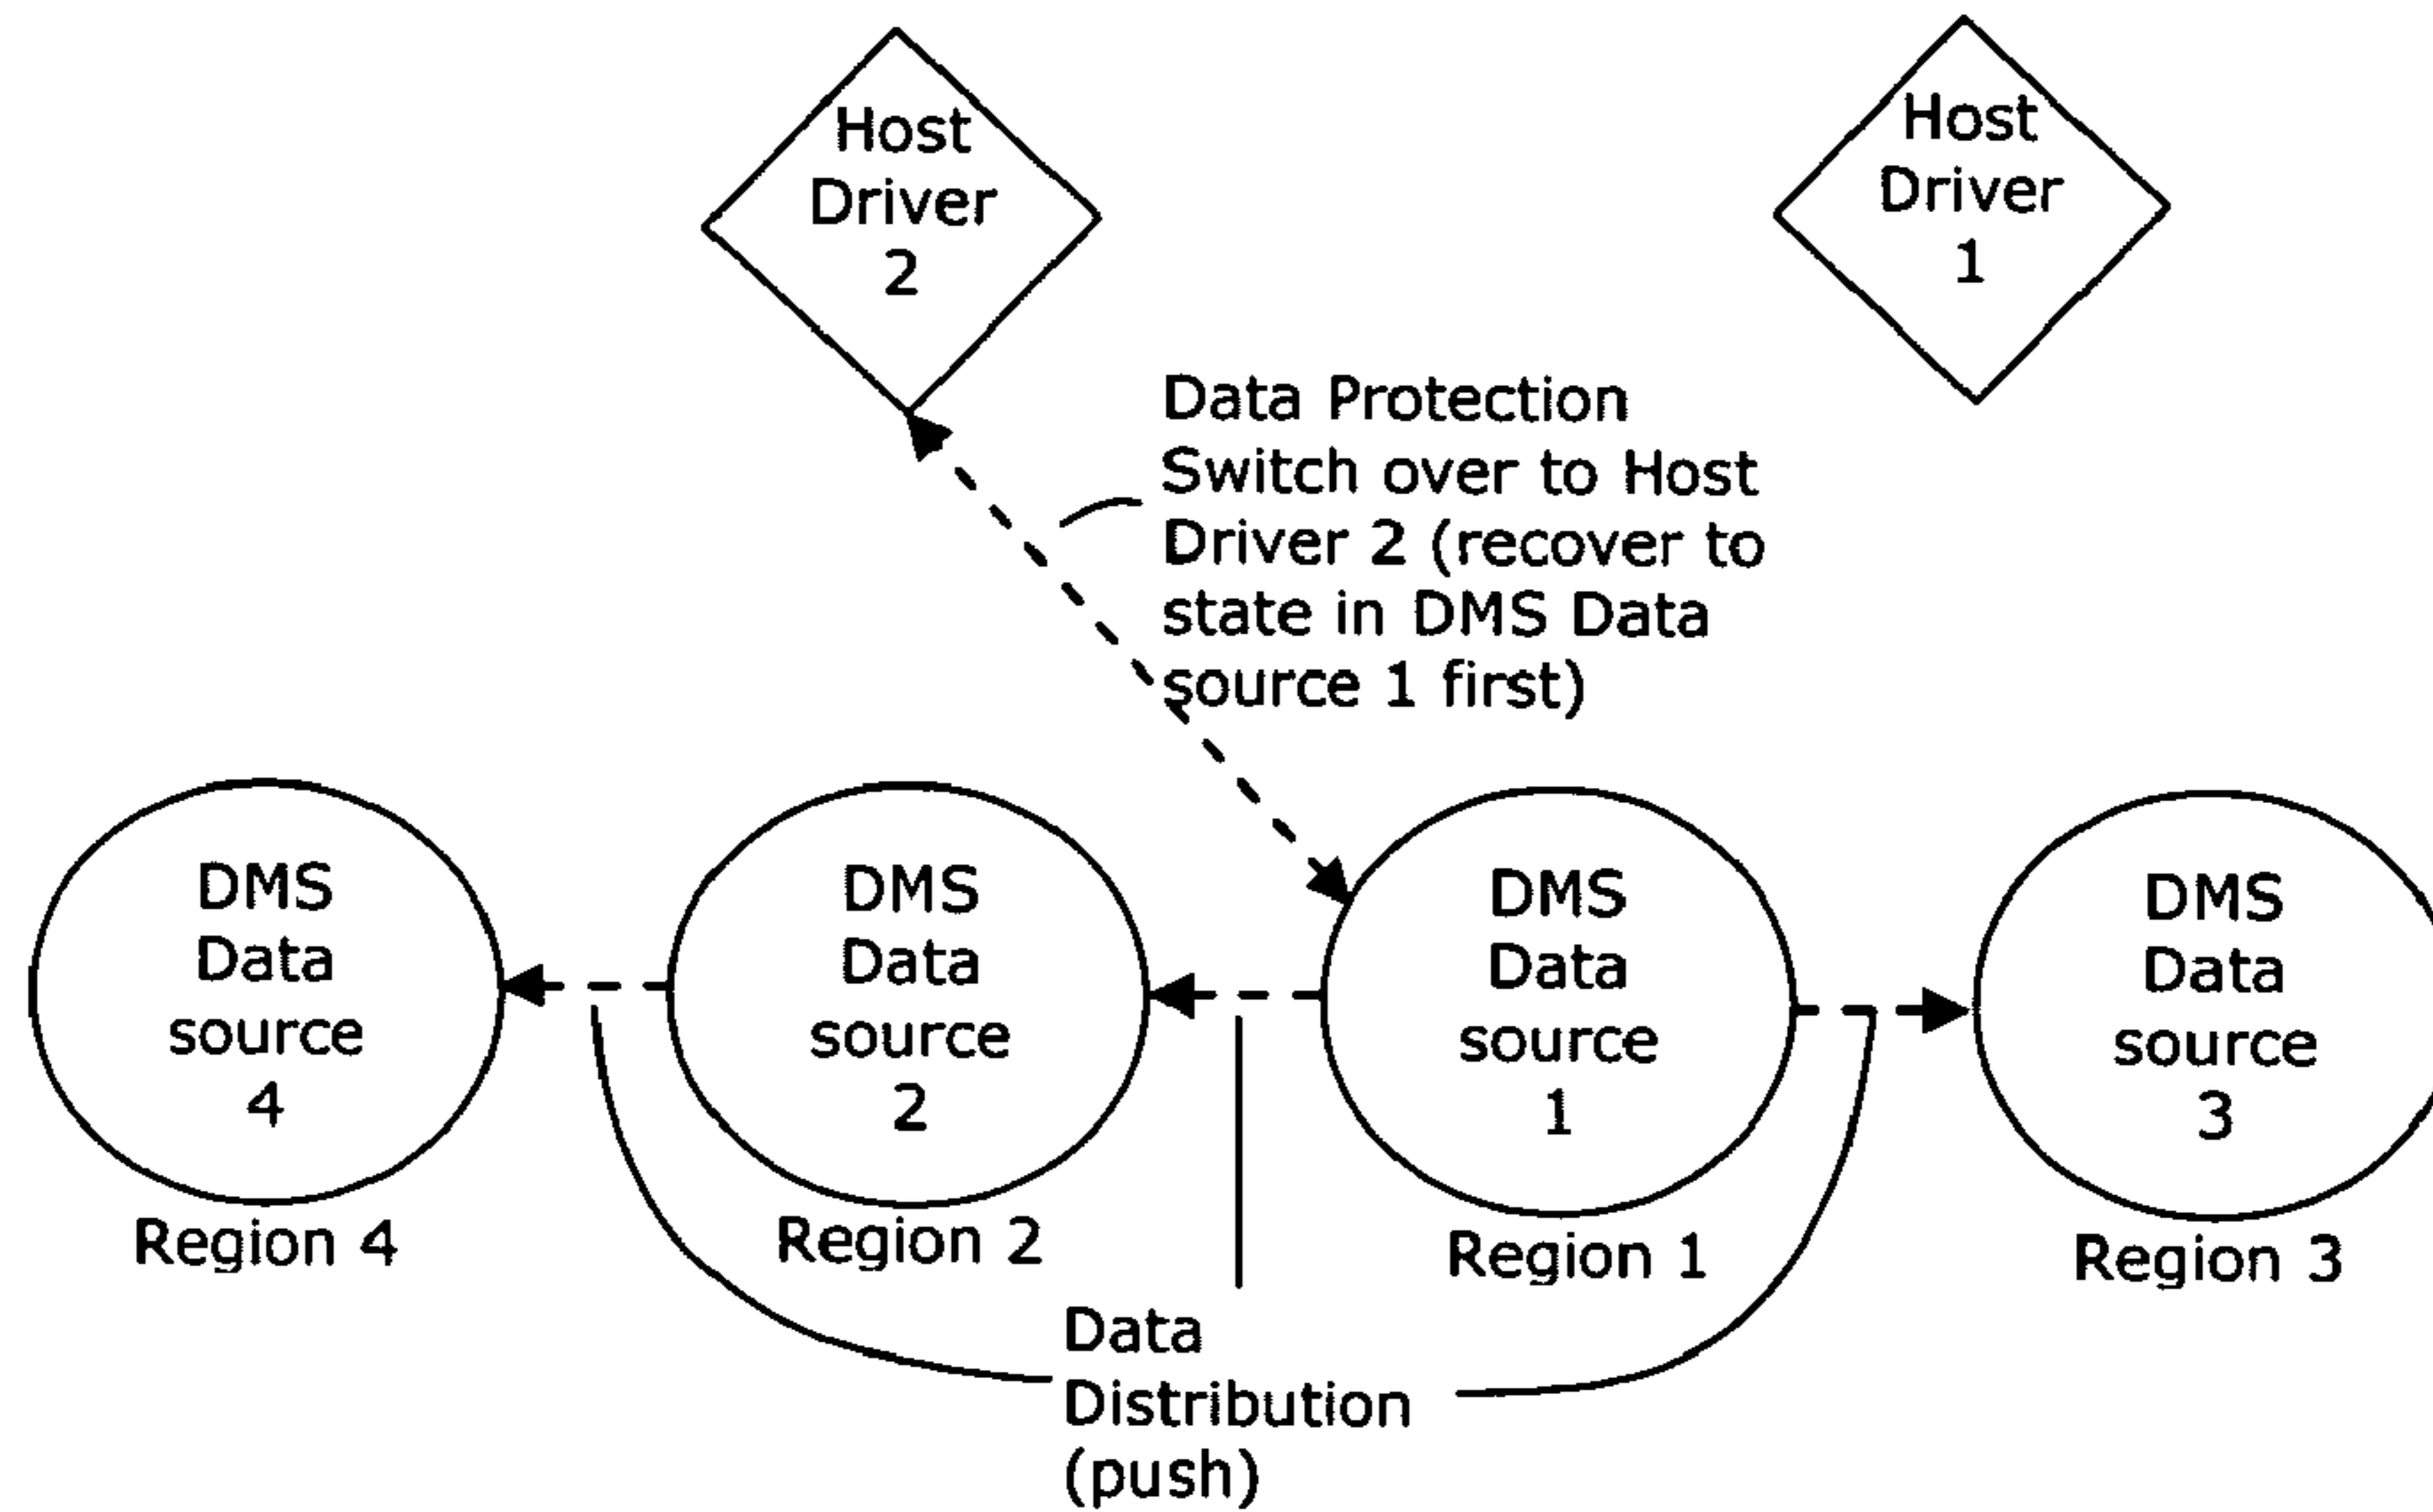 Host
Driver
2
Host
Driver
1
Data Protection
Switch over to Host
Driver 2 (recover to
state in DMS Data
source 1 first)
DMS
Data
source
4
DMS
Data
source
2
DMS
Data
source
1
DMS
Data
source
3
Region 4
Region 2
Region 1
Region 3
Data
Distribution
(push)